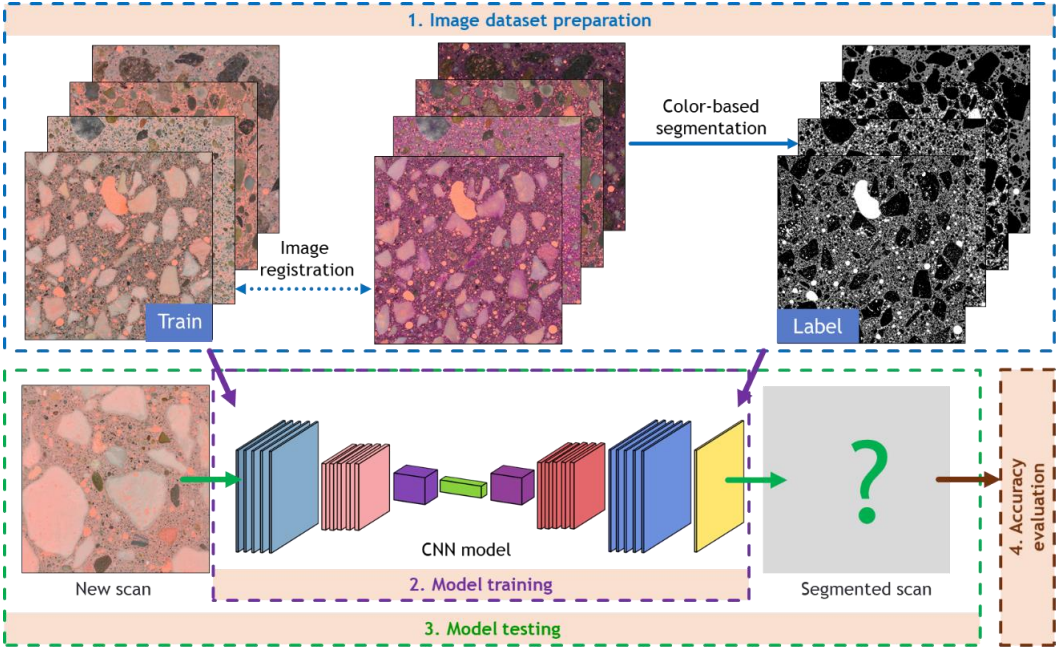 1. Image dataset preparation
Color-based
segmentation
Image
registration
Train
Label
?
CNN model
New scan
2. Model training
Segmented scan
3. Model testing
4. Accuracy
evaluation